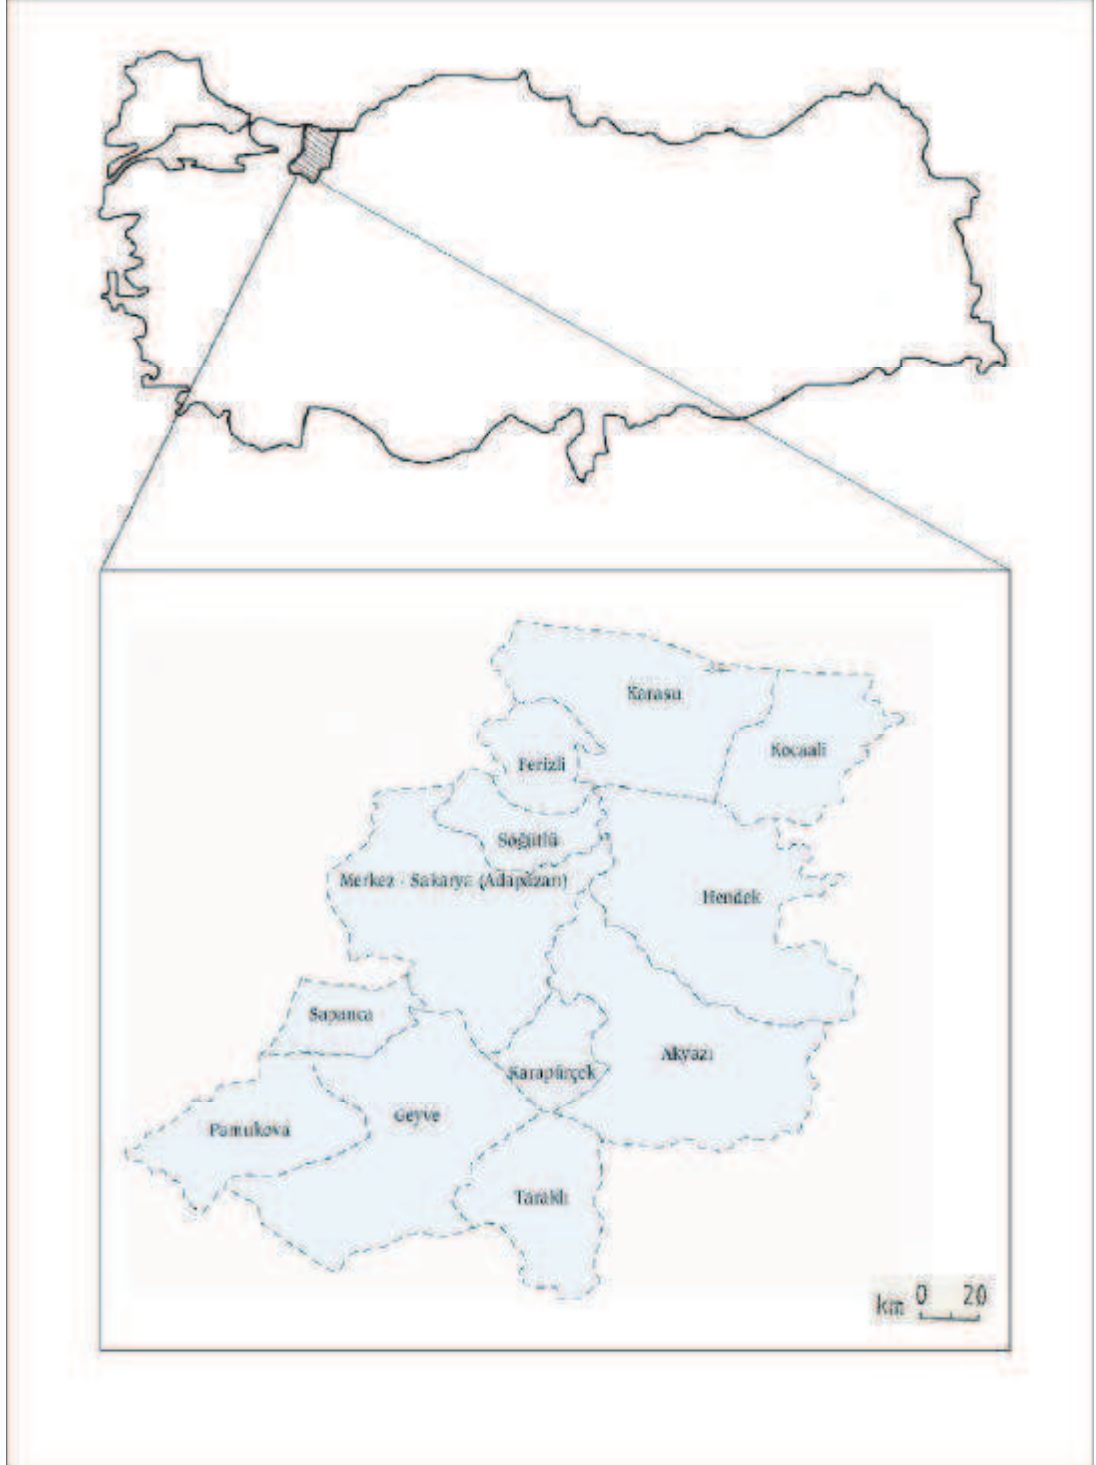 Karasu
Kocaali
Ferizli
Söğütlü
Merkez - Sakarya (Adapazarı)
Hendek
Sapanca
Akyazı
Karapürçek
Geyve
Pamukova
Taraklı
km 0 20